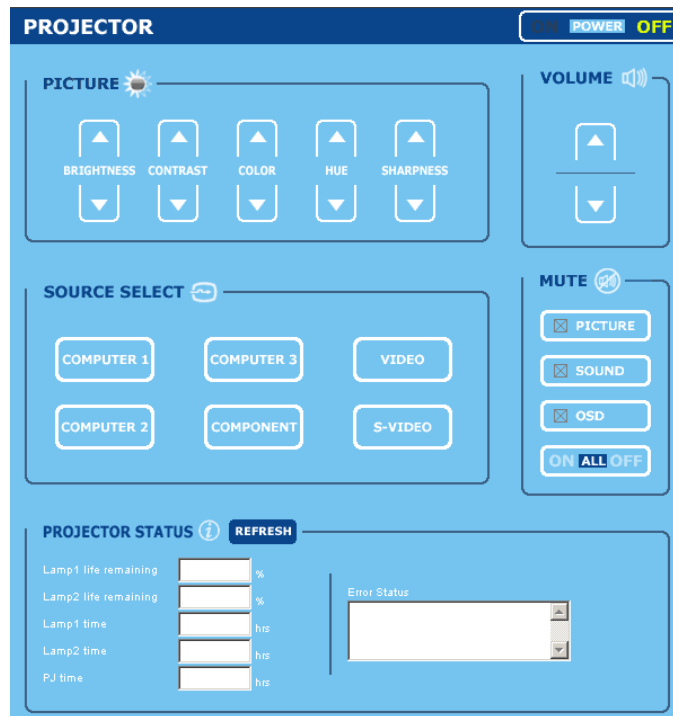 PROJECTOR
ON POWER OFF
PICTURE
BRIGHTNESS CONTRAST COLOR HUE SHARPNESS
VOLUME
SOURCE SELECT
COMPUTER 1 COMPUTER 3 VIDEO
COMPUTER 2 COMPONENT S-VIDEO
MUTE
PICTURE
SOUND
OSD
ON ALL OFF
PROJECTOR STATUS REFRESH
Lamp1 life remaining %
Lamp2 life remaining %
Lamp1 time hrs
Lamp2 time hrs
PJ time hrs
Error Status